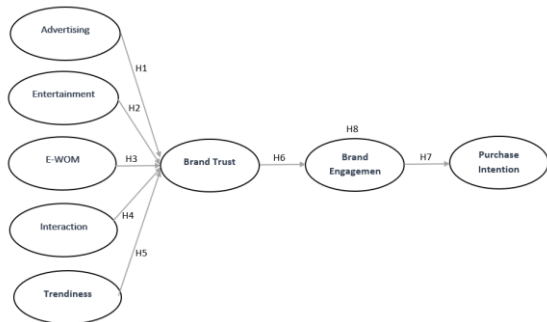 Advertising
H1
Entertainment
H2
E-WOM
H3
Interaction
H4
Trendiness
H5
Brand Trust
H6
H8
Brand
Engagemen
H7
Purchase
Intention